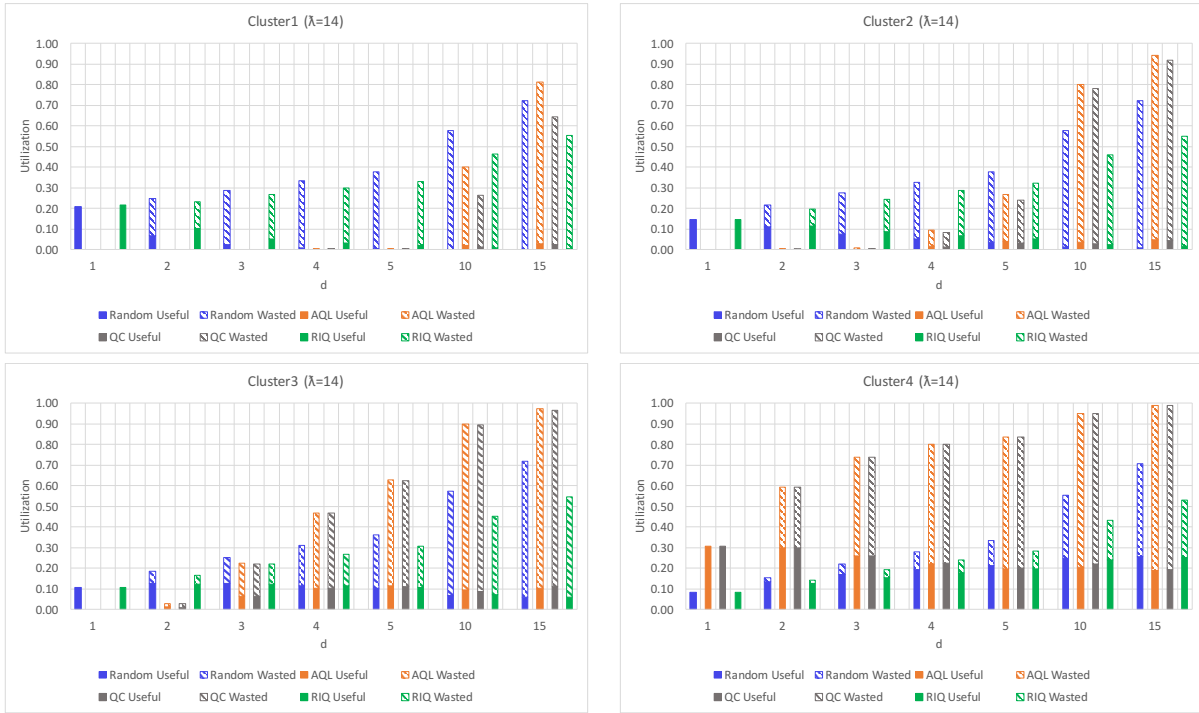 Cluster1 (ƛ=14)
1.00
0.90
0.80
0.70
0.60
0.50
0.40
0.30
0.20
0.10
0.00
Utilization
1 2 3 4 5 10 15
d
Random Useful Random Wasted AQL Useful AQL Wasted
QC Useful QC Wasted RIQ Useful RIQ Wasted
Cluster2 (ƛ=14)
1.00
0.90
0.80
0.70
0.60
0.50
0.40
0.30
0.20
0.10
0.00
Utilization
1 2 3 4 5 10 15
d
Random Useful Random Wasted AQL Useful AQL Wasted
QC Useful QC Wasted RIQ Useful RIQ Wasted
Cluster3 (ƛ=14)
1.00
0.90
0.80
0.70
0.60
0.50
0.40
0.30
0.20
0.10
0.00
Utilization
1 2 3 4 5 10 15
d
Random Useful Random Wasted AQL Useful AQL Wasted
QC Useful QC Wasted RIQ Useful RIQ Wasted
Cluster4 (ƛ=14)
1.00
0.90
0.80
0.70
0.60
0.50
0.40
0.30
0.20
0.10
0.00
Utilization
1 2 3 4 5 10 15
d
Random Useful Random Wasted AQL Useful AQL Wasted
QC Useful QC Wasted RIQ Useful RIQ Wasted